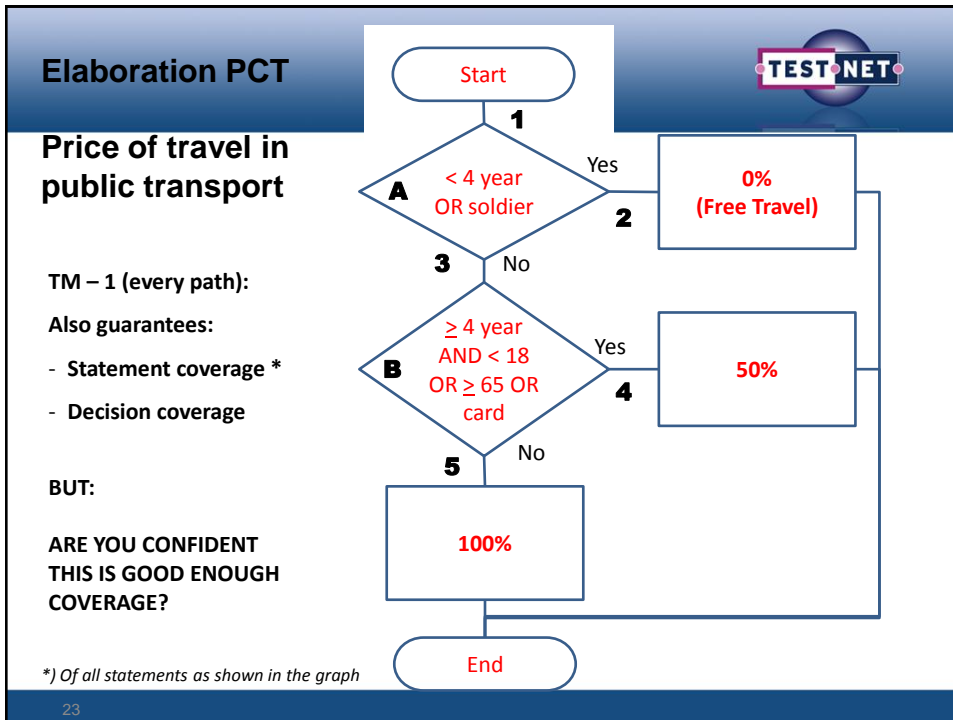 Elaboration PCT
TEST NET
Price of travel in
public transport
TM – 1 (every path):
Also guarantees:
- Statement coverage *
- Decision coverage
BUT:
ARE YOU CONFIDENT
THIS IS GOOD ENOUGH
COVERAGE?
Start
1
A
< 4 year
OR soldier
Yes
2
0%
(Free Travel)
3
No
B
≥ 4 year
AND < 18
OR ≥ 65 OR
card
Yes
4
50%
5
No
100%
End
*) Of all statements as shown in the graph
23